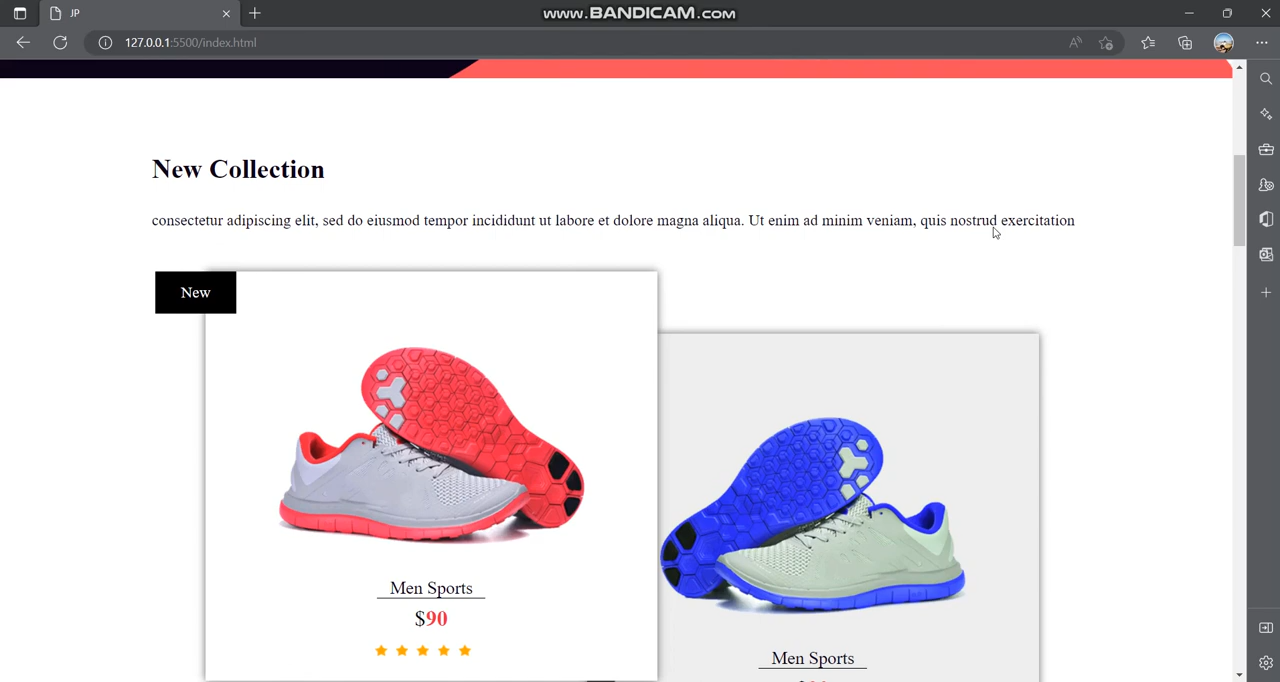 JP
www.BANDICAM.com
127.0.0.1:5500/index.html
New Collection
consectetur adipiscing elit, sed do eiusmod tempor incididunt ut labore et dolore magna aliqua. Ut enim ad minim veniam, quis nostrud exercitation
New
Men Sports
$90
Men Sports